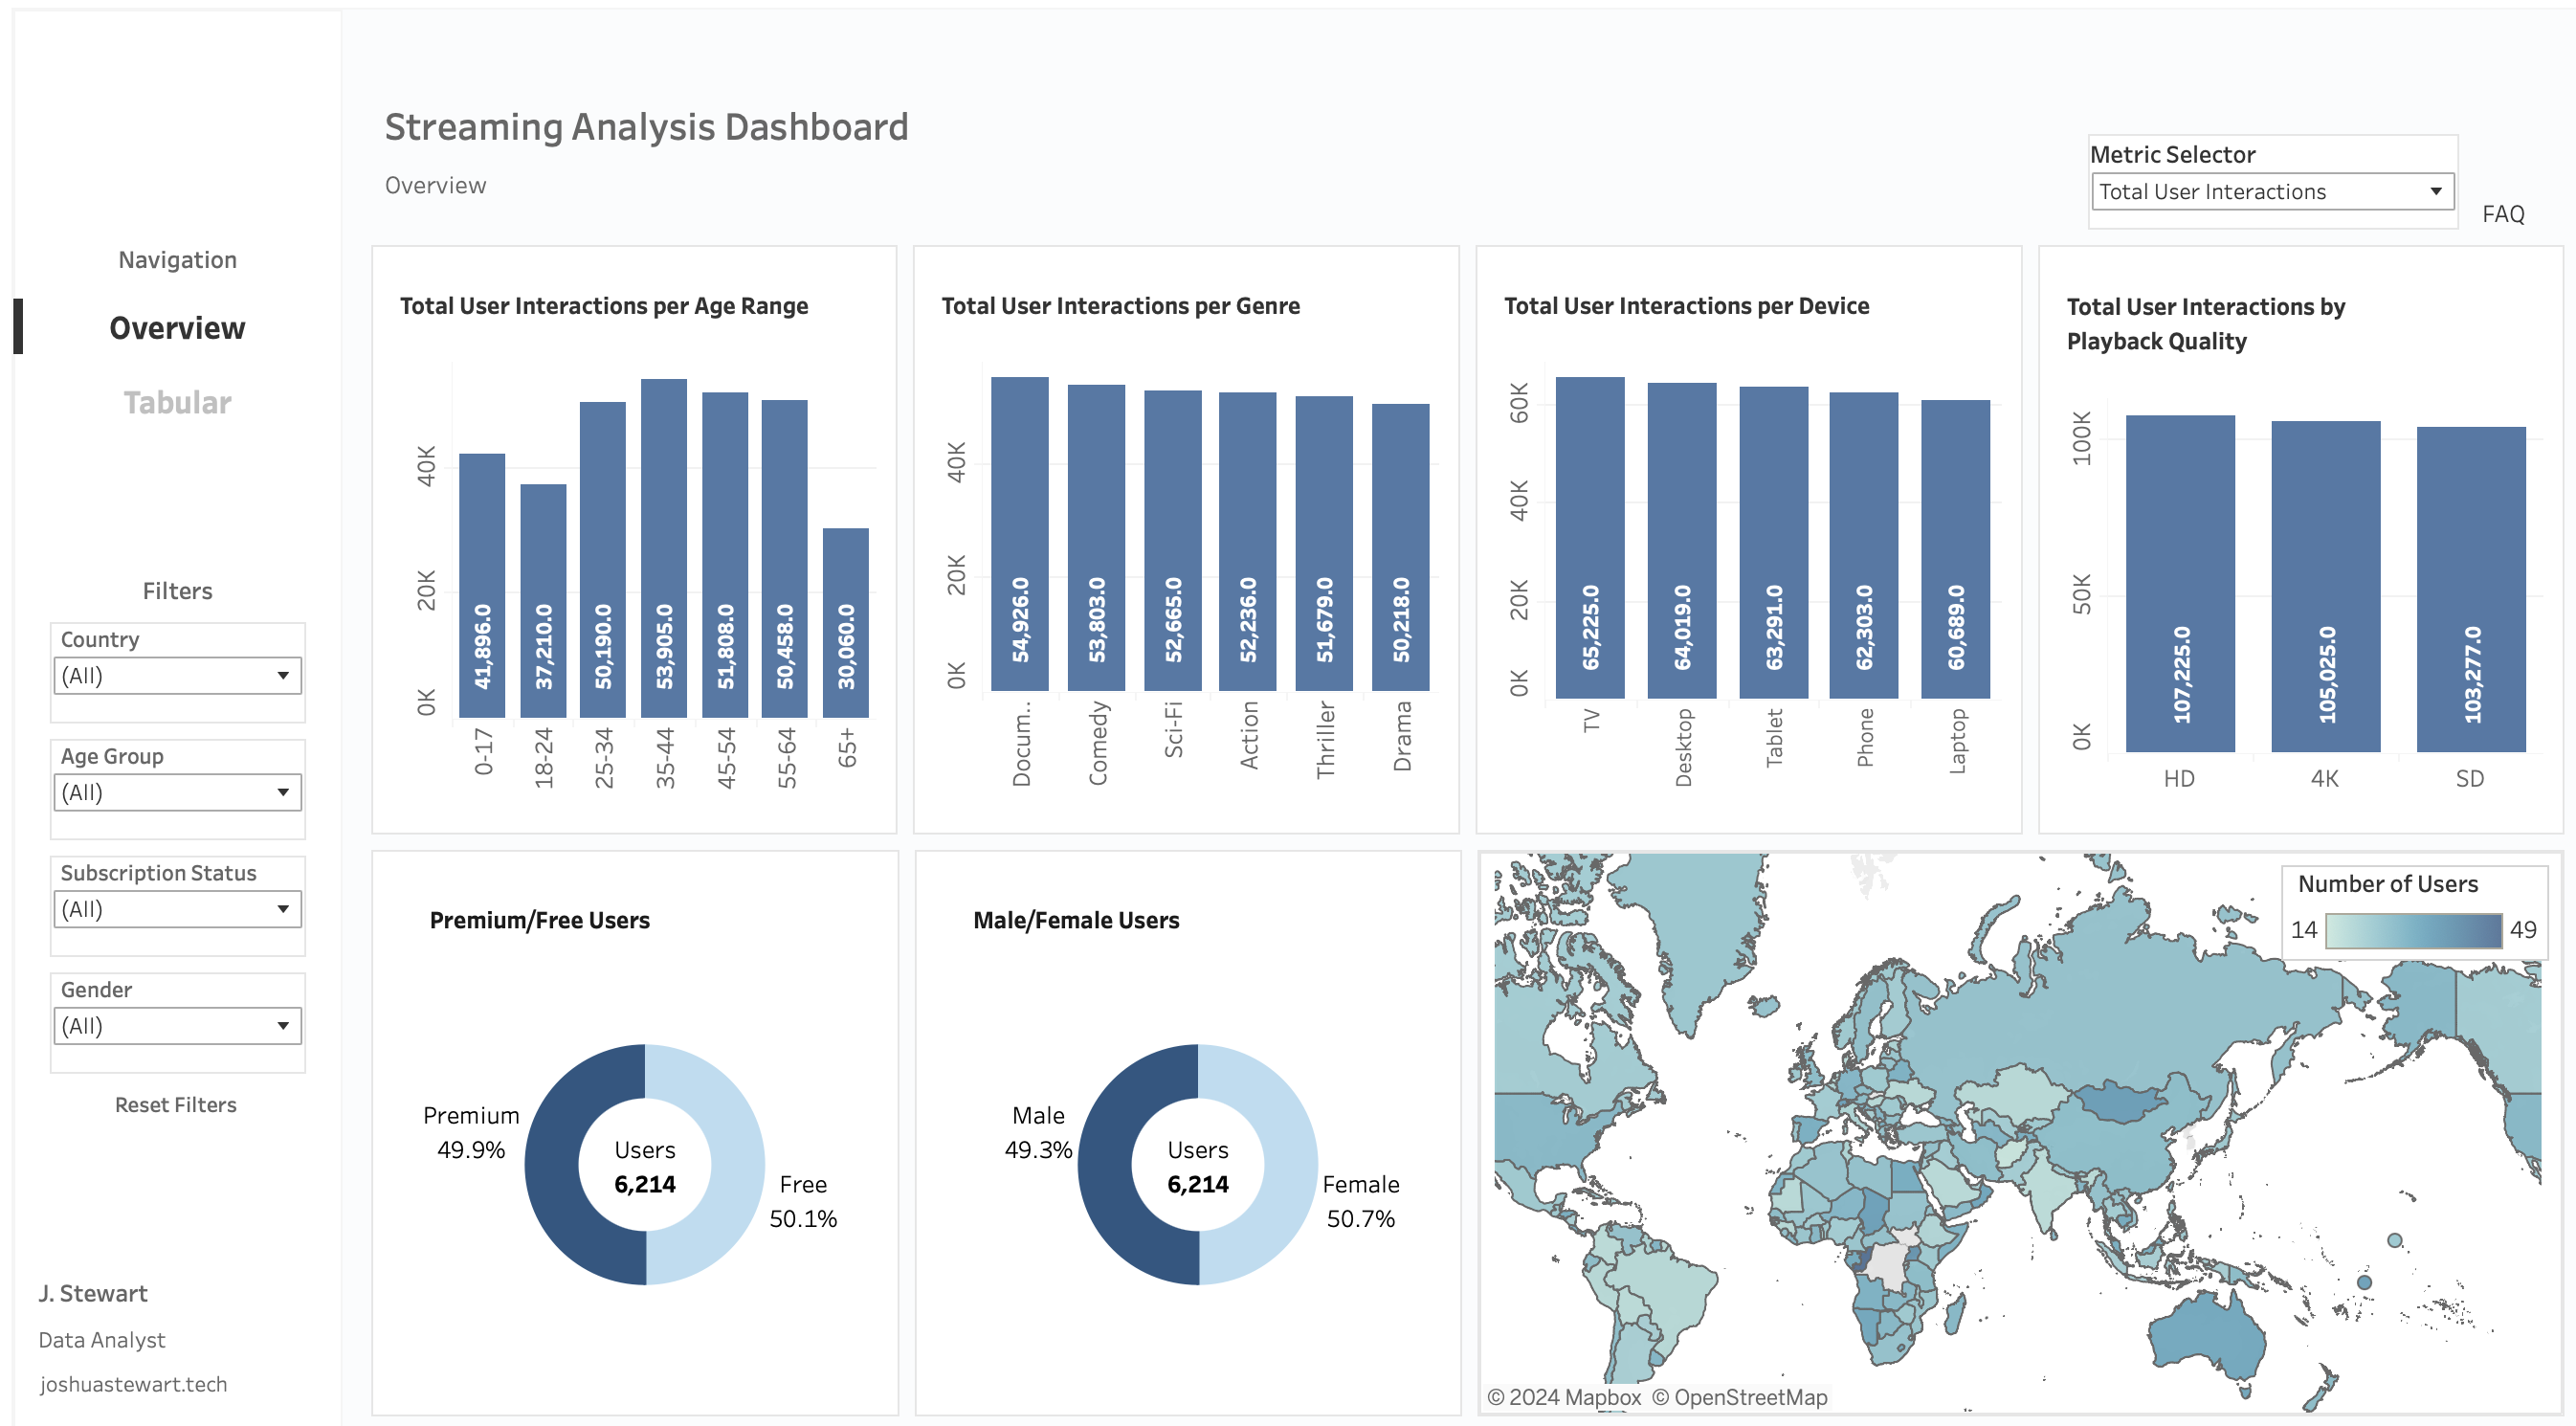 Streaming Analysis Dashboard
Overview
Metric Selector
Total User Interactions
FAQ
Navigation
Overview
Tabular
Filters
Country
(All)
Age Group
(All)
Subscription Status
(All)
Gender
(All)
Reset Filters
J. Stewart
Data Analyst
joshuastewart.tech
Total User Interactions per Age Range
40K
20K
0K
41,896.0
37,210.0
50,190.0
53,905.0
51,808.0
50,458.0
30,060.0
0-17
18-24
25-34
35-44
45-54
55-64
65+
Total User Interactions per Genre
40K
20K
0K
54,926.0
53,803.0
52,665.0
52,236.0
51,679.0
50,218.0
Docum..
Comedy
Sci-Fi
Action
Thriller
Drama
Total User Interactions per Device
60K
40K
20K
0K
65,225.0
64,019.0
63,291.0
62,303.0
60,689.0
TV
Desktop
Tablet
Phone
Laptop
Total User Interactions by
Playback Quality
100K
50K
0K
107,225.0
105,025.0
103,277.0
HD
4K
SD
Premium/Free Users
Premium
49.9%
Users
6,214
Free
50.1%
Male/Female Users
Male
49.3%
Users
6,214
Female
50.7%
Number of Users
14
49
© 2024 Mapbox © OpenStreetMap